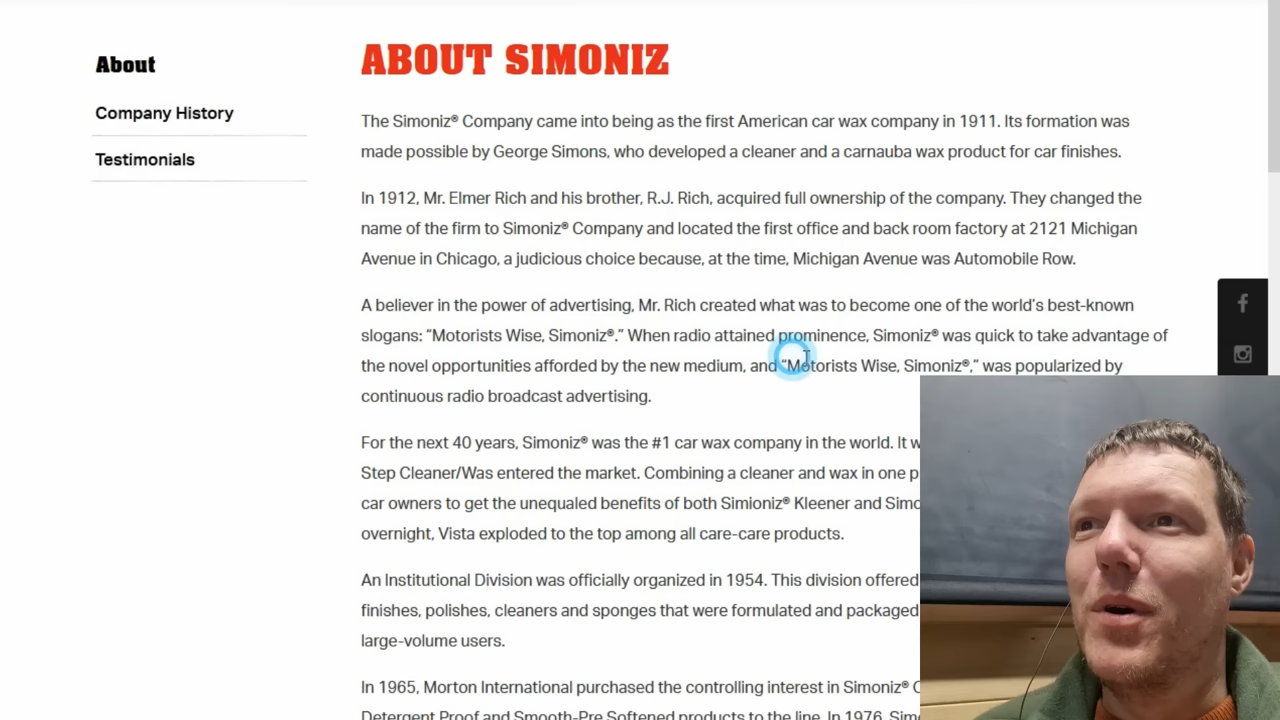 About
Company History
Testimonials
ABOUT SIMONIZ
The Simoniz® Company came into being as the first American car wax company in 1911. Its formation was
made possible by George Simons, who developed a cleaner and a carnauba wax product for car finishes.
In 1912, Mr. Elmer Rich and his brother, R.J. Rich, acquired full ownership of the company. They changed the
name of the firm to Simoniz® Company and located the first office and back room factory at 2121 Michigan
Avenue in Chicago, a judicious choice because, at the time, Michigan Avenue was Automobile Row.
A believer in the power of advertising, Mr. Rich created what was to become one of the world's best-known
slogans: “Motorists Wise, Simoniz®.” When radio attained prominence, Simoniz® was quick to take advantage of
the novel opportunities afforded by the new medium, and “Motorists Wise, Simoniz®,” was popularized by
continuous radio broadcast advertising.
For the next 40 years, Simoniz® was the #1 car wax company in the world. It w
Step Cleaner/Was entered the market. Combining a cleaner and wax in one p
car owners to get the unequaled benefits of both Simioniz® Kleener and Simo
overnight, Vista exploded to the top among all care-care products.
An Institutional Division was officially organized in 1954. This division offered
finishes, polishes, cleaners and sponges that were formulated and packaged
large-volume users.
In 1965, Morton International purchased the controlling interest in Simoniz® C
Detergent Proof and Smooth-Pre Softened products to the line. In 1976, Simo